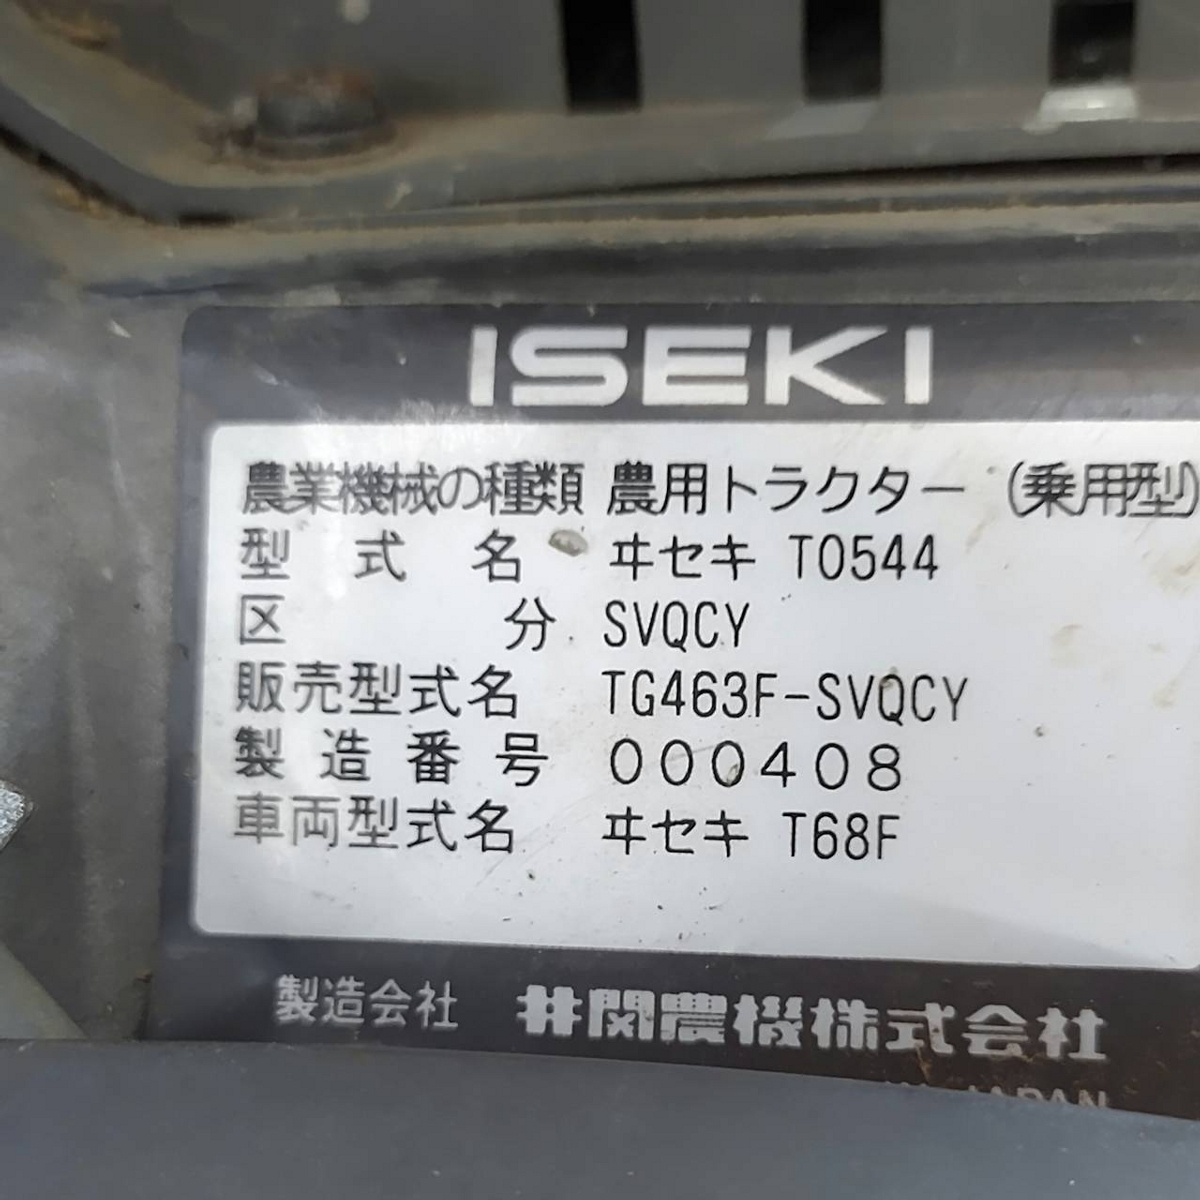 ISEKI
農業機械の種類 農用トラクター (乗用型)
型式名 ヰセキ T0544
区分 SVQCY
販売型式名 TG463F-SVQCY
製造番号 000408
車両型式名 ヰセキ T68F
製造会社 井関農機株式会社
JAPAN